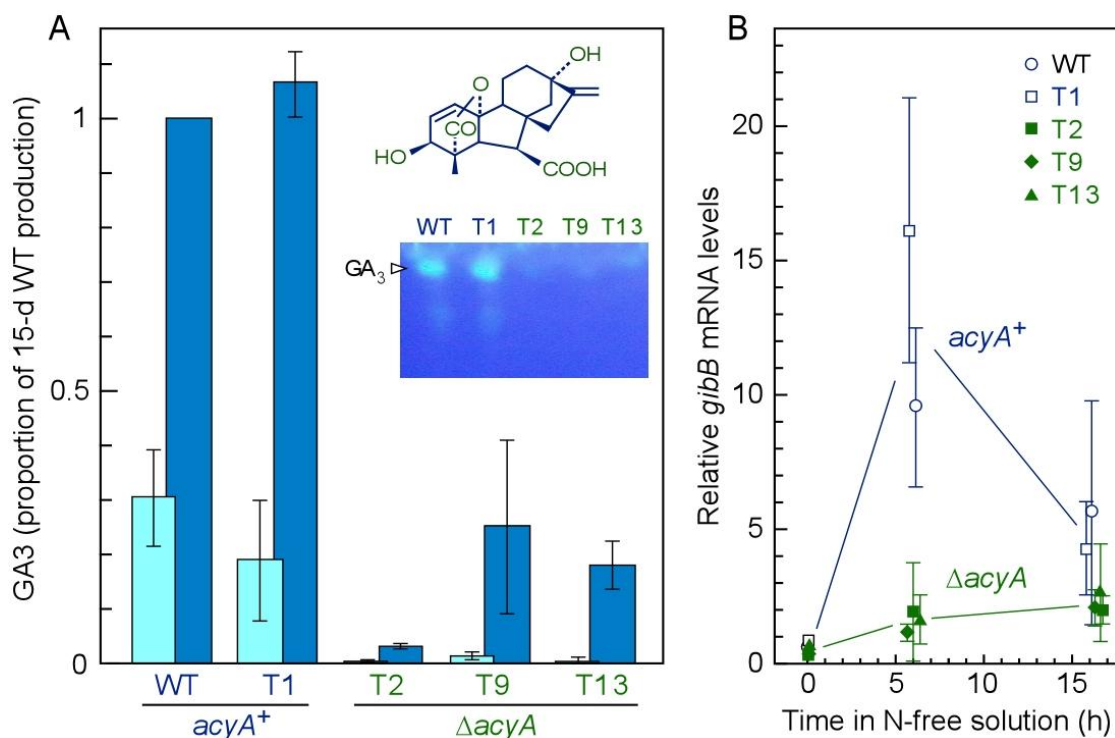 A
GA3 (proportion of 15-d WT production)
1
0.5
0
OH
O
CO
HO
COOH
WT T1 T2 T9 T13
GA3
WT T1 T2 T9 T13
acyA+ ΔacyA
B
Relative gibB mRNA levels
20
15
10
5
0
WT
T1
T2
T9
T13
acyA+
ΔacyA
0 5 10 15
Time in N-free solution (h)